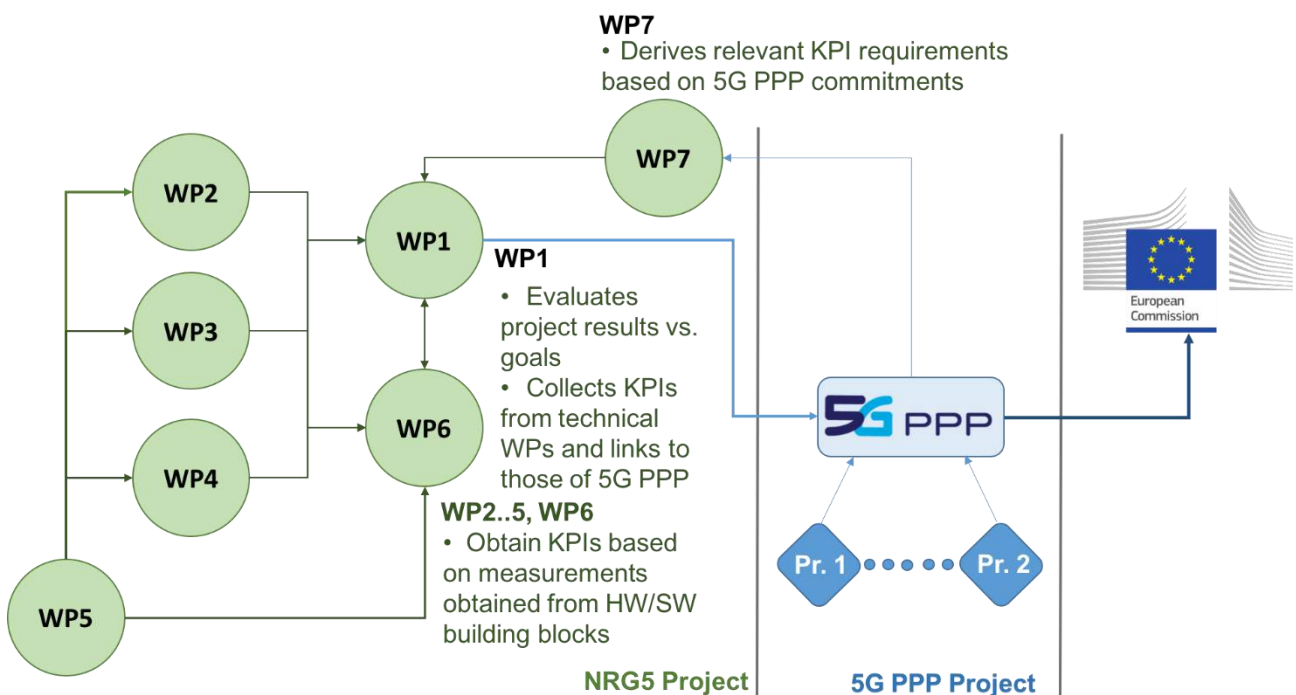 WP7
• Derives relevant KPI requirements
based on 5G PPP commitments
WP7
WP2
WP1
WP3
WP6
WP4
WP5
WP1
• Evaluates
project results vs.
goals
• Collects KPIs
from technical
WPs and links to
those of 5G PPP
WP2..5, WP6
• Obtain KPIs based
on measurements
obtained from HW/SW
building blocks
NRG5 Project
5G PPP
Pr. 1
Pr. 2
5G PPP Project
European
Commission